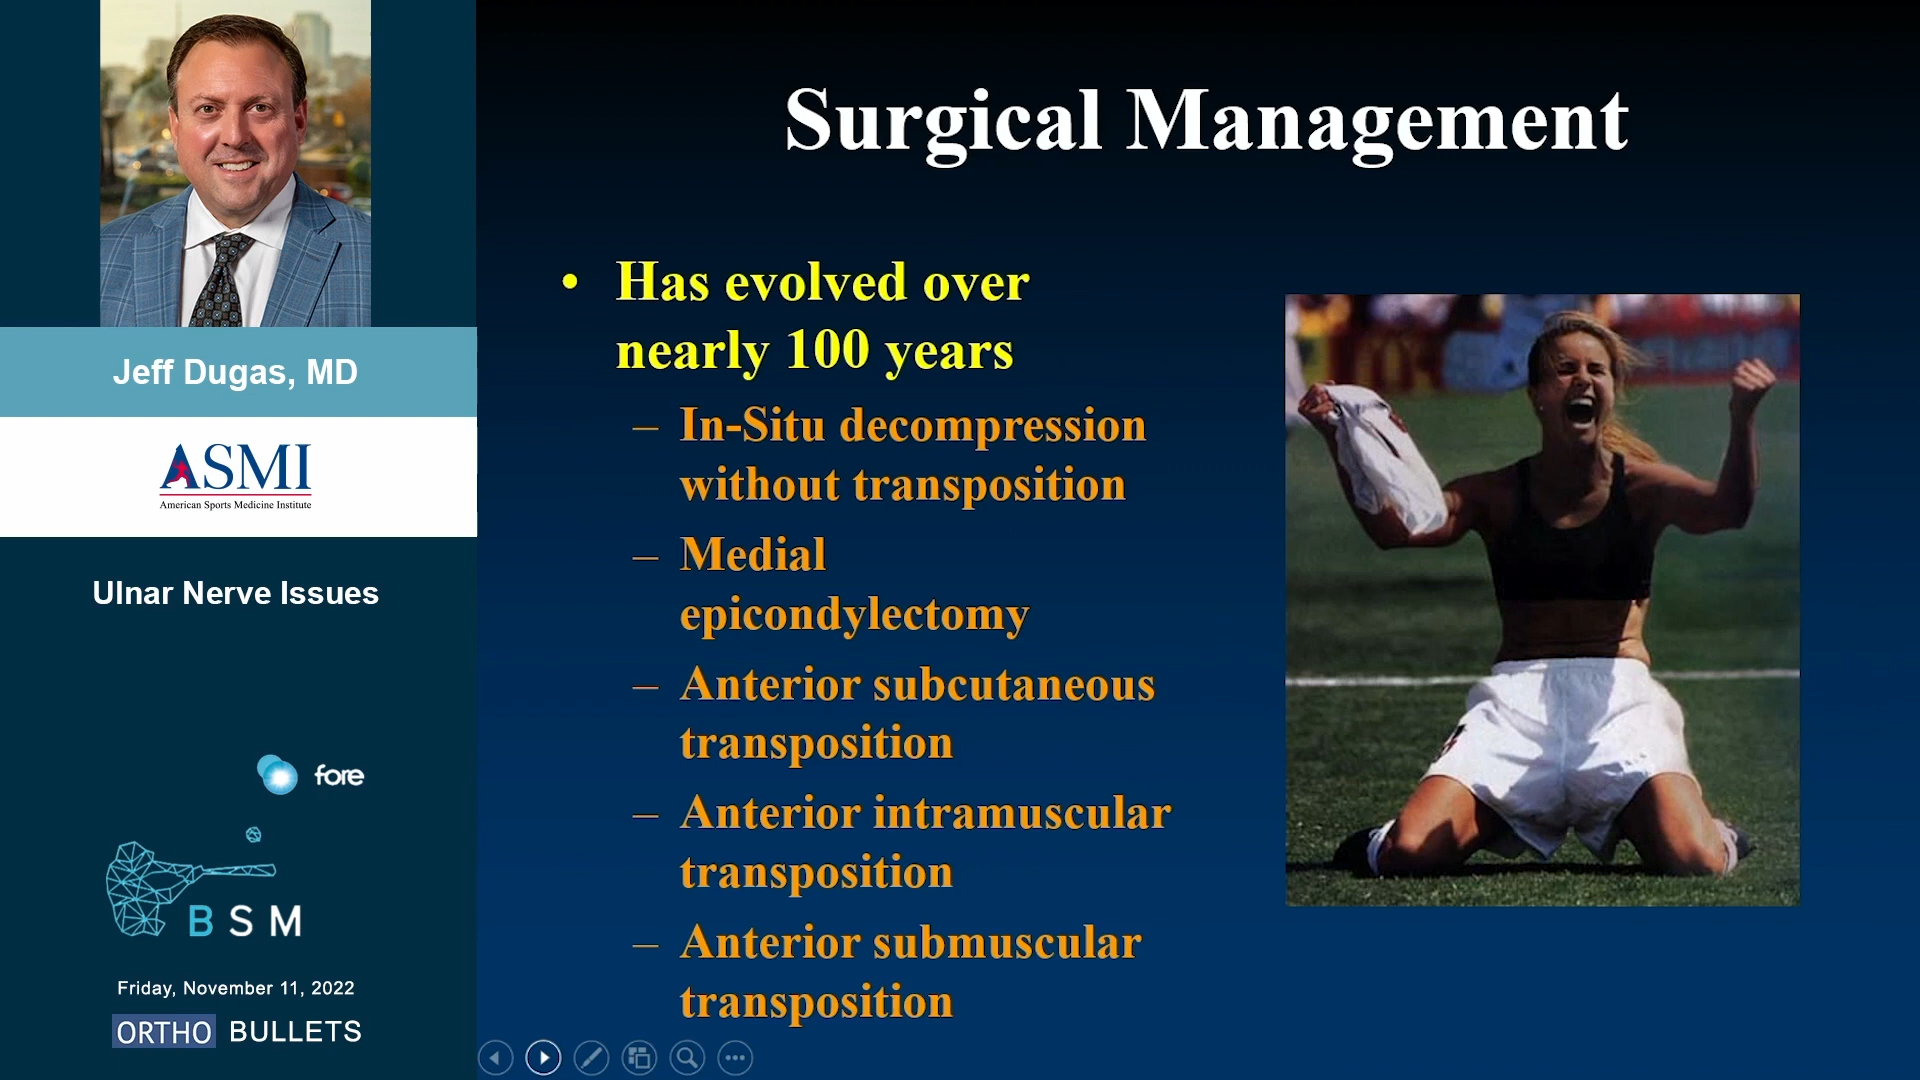 Jeff Dugas, MD
ASMI
American Sports Medicine Institute
Ulnar Nerve Issues
fore
BSM
Friday, November 11, 2022
ORTHO BULLETS
Surgical Management
• Has evolved over
nearly 100 years
– In-Situ decompression
without transposition
– Medial
epicondylectomy
– Anterior subcutaneous
transposition
– Anterior intramuscular
transposition
– Anterior submuscular
transposition